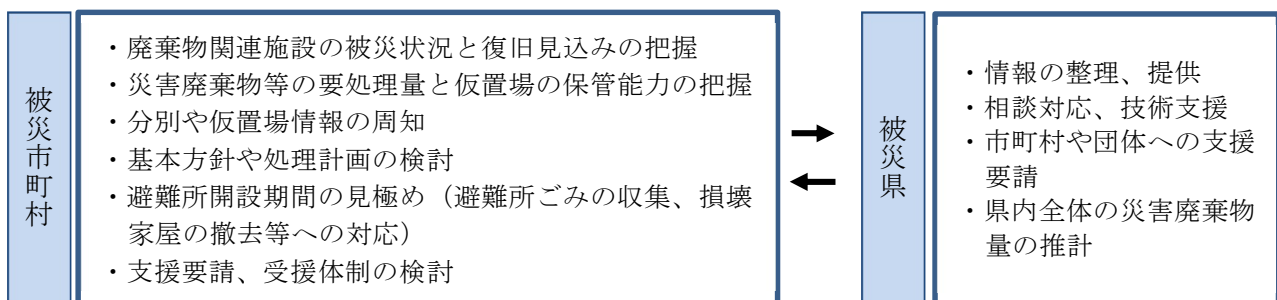 被災市町村
・廃棄物関連施設の被災状況と復旧見込みの把握
・災害廃棄物等の要処理量と仮置場の保管能力の把握
・分別や仮置場情報の周知
・基本方針や処理計画の検討
・避難所開設期間の見極め（避難所ごみの収集、損壊
家屋の撤去等への対応）
・支援要請、受援体制の検討
被災県
・情報の整理、提供
・相談対応、技術支援
・市町村や団体への支援
要請
・県内全体の災害廃棄物
量の推計